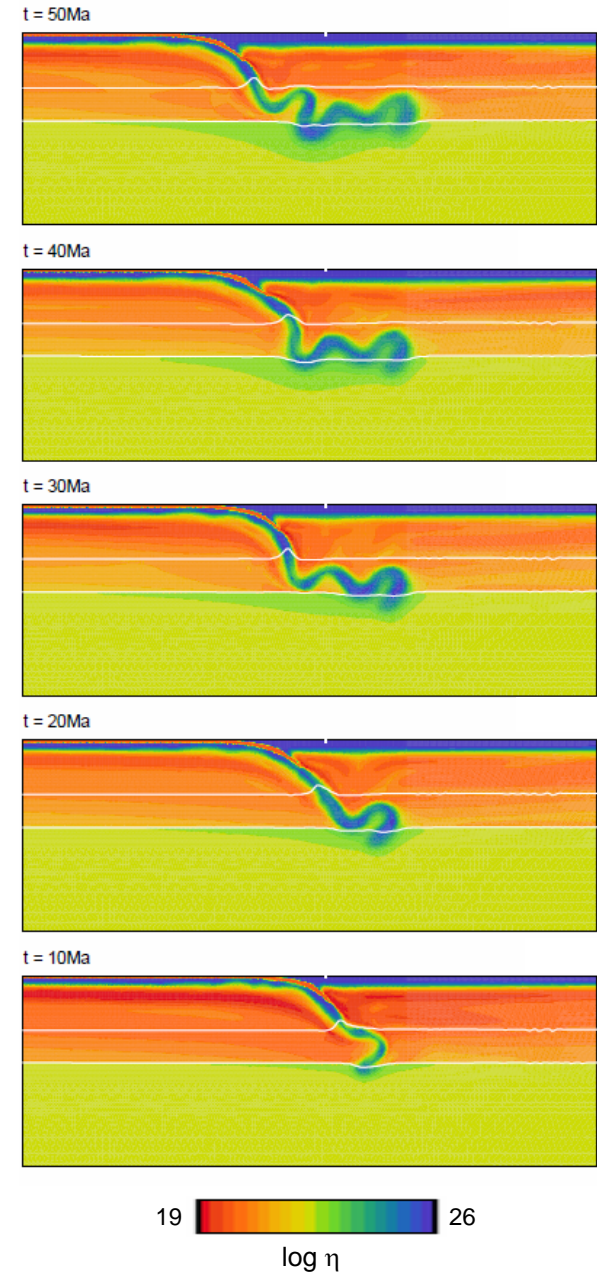 t = 50Ma
t = 40Ma
t = 30Ma
t = 20Ma
t = 10Ma
19 26
log η